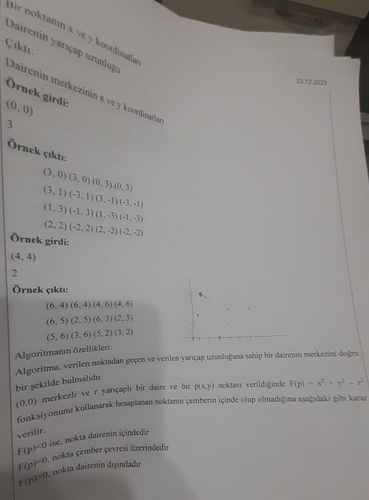 Bir noktanın x ve y koordinatları
Dairenin yarıçap uzunluğu
Çıktı:
Dairenin merkezinin x ve y koordinatları
23.12.2023
Örnek girdi:
(0, 0)
3
Örnek çıktı:
(3, 0) (3, 0) (0, 3) (0, 3)
(3, 1) (-3, 1) (3, -1) (-3, -1)
(1, 3) (-1, 3) (1, -3) (-1, -3)
(2, 2) (-2, 2) (2, -2) (-2, -2)
Örnek girdi:
(4, 4)
2
Örnek çıktı:
(6, 4) (6, 4) (4, 6) (4, 6)
(6, 5) (2, 5) (6, 3) (2, 3)
(5, 6) (3, 6) (5, 2) (3, 2)
Algoritmanın özellikleri:
Algoritma, verilen noktadan geçen ve verilen yarıçap uzunluğuna sahip bir dairenin merkezini doğru
bir şekilde bulmalıdır.
(0,0) merkezli ve r yarıçaplı bir daire ve bir p(x,y) noktası verildiğinde F(p) = x² + y² – r²
fonksiyonunu kullanarak hesaplanan noktanın çemberin içinde olup olmadığına aşağıdaki gibi karar
verilir.
F(p)<0 ise, nokta dairenin içindedir
F(p)=0, nokta çember çevresi üzerindedir
F(p)>0, nokta dairenin dışındadır